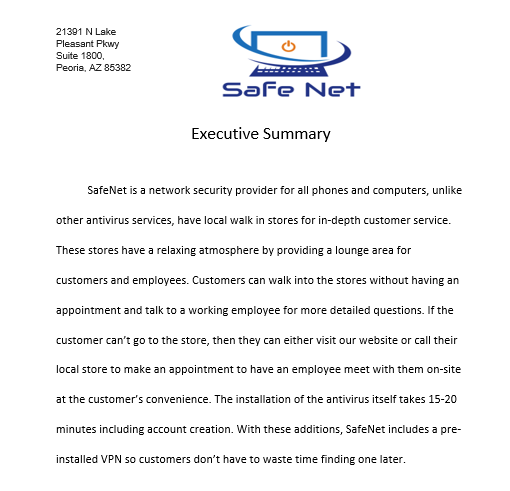 21391 N Lake
Pleasant Pkwy
Suite 1800,
Peoria, AZ 85382
Safe Net
Executive Summary
SafeNet is a network security provider for all phones and computers, unlike
other antivirus services, have local walk in stores for in-depth customer service.
These stores have a relaxing atmosphere by providing a lounge area for
customers and employees. Customers can walk into the stores without having an
appointment and talk to a working employee for more detailed questions. If the
customer can’t go to the store, then they can either visit our website or call their
local store to make an appointment to have an employee meet with them on-site
at the customer’s convenience. The installation of the antivirus itself takes 15-20
minutes including account creation. With these additions, SafeNet includes a pre-
installed VPN so customers don’t have to waste time finding one later.